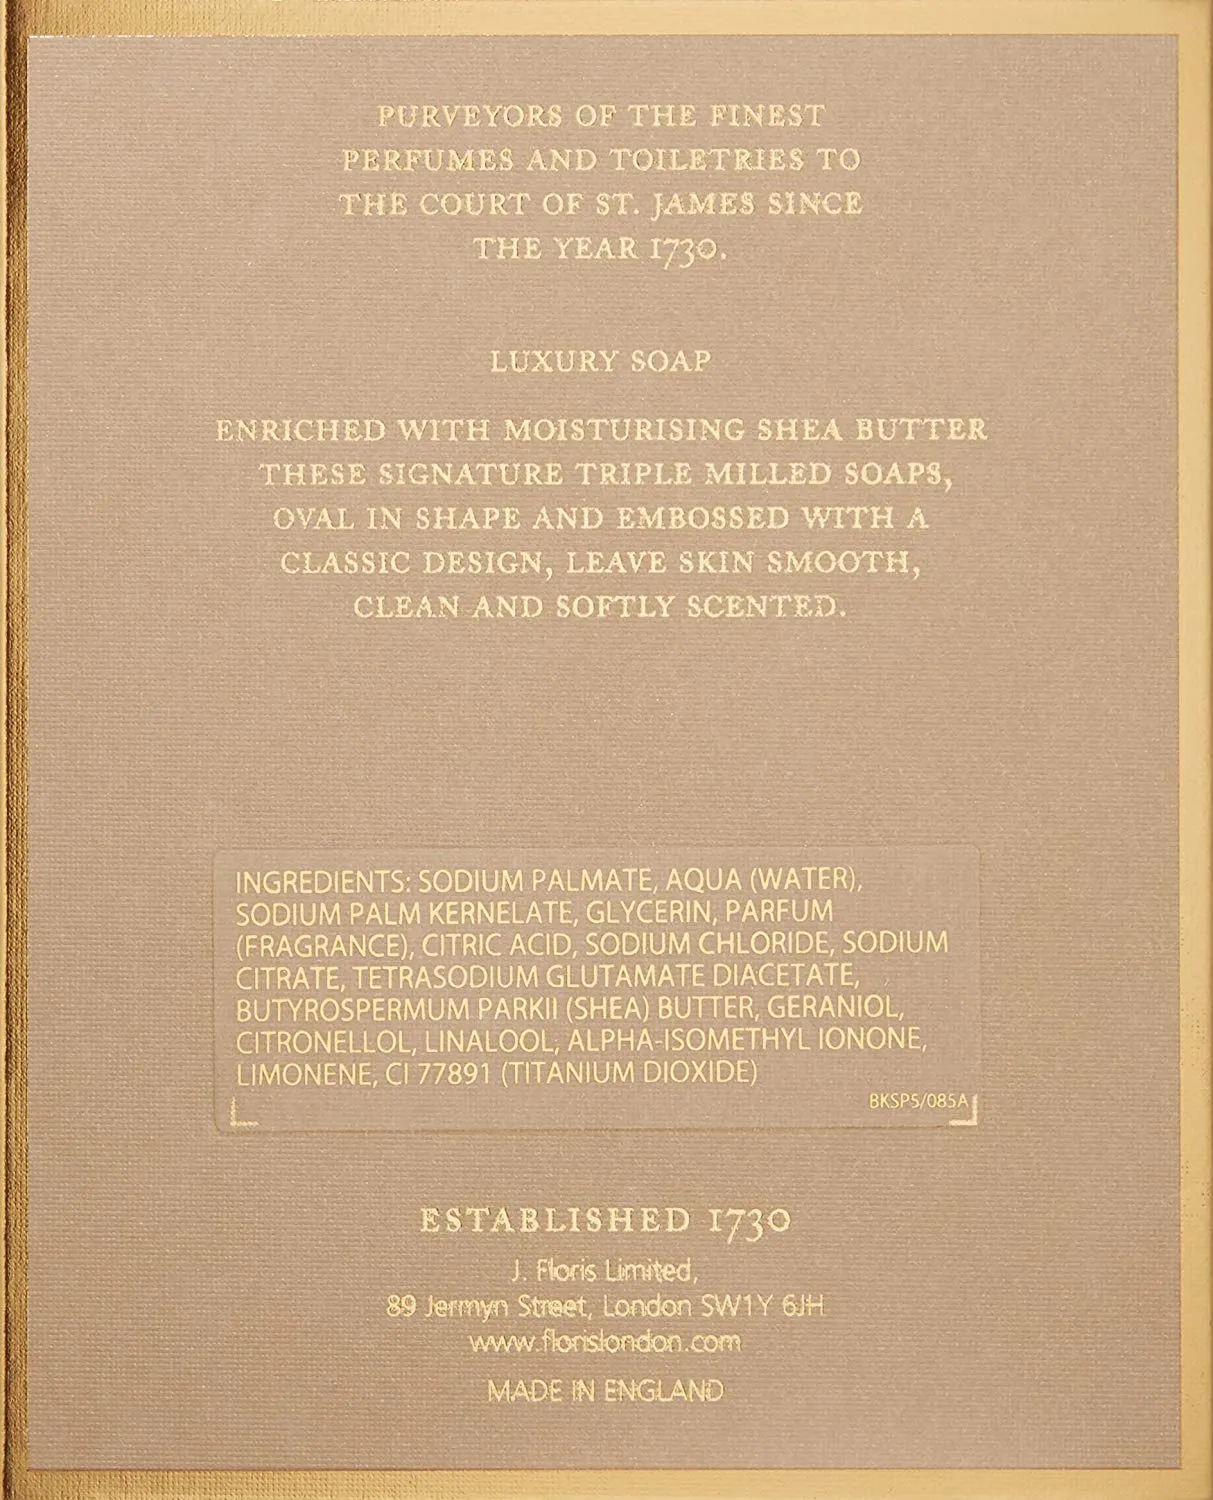 PURVEYORS OF THE FINEST
PERFUMES AND TOILETRIES TO
THE COURT OF ST. JAMES SINCE
THE YEAR 1730.
LUXURY SOAP
ENRICHED WITH MOISTURISING SHEA BUTTER
THESE SIGNATURE TRIPLE MILLED SOAPS,
OVAL IN SHAPE AND EMBOSSED WITH A
CLASSIC DESIGN, LEAVE SKIN SMOOTH,
CLEAN AND SOFTLY SCENTED.
INGREDIENTS: SODIUM PALMATE, AQUA (WATER),
SODIUM PALM KERNELATE, GLYCERIN, PARFUM
(FRAGRANCE), CITRIC ACID, SODIUM CHLORIDE, SODIUM
CITRATE, TETRASODIUM GLUTAMATE DIACETATE,
BUTYROSPERMUM PARKII (SHEA) BUTTER, GERANIOL,
CITRONELLOL, LINALOOL, ALPHA-ISOMETHYL IONONE,
LIMONENE, CI 77891 (TITANIUM DIOXIDE)
BKSP5/085A
ESTABLISHED 1730
J. Floris Limited,
89 Jermyn Street, London SW1Y 6JH
www.florislondon.com
MADE IN ENGLAND